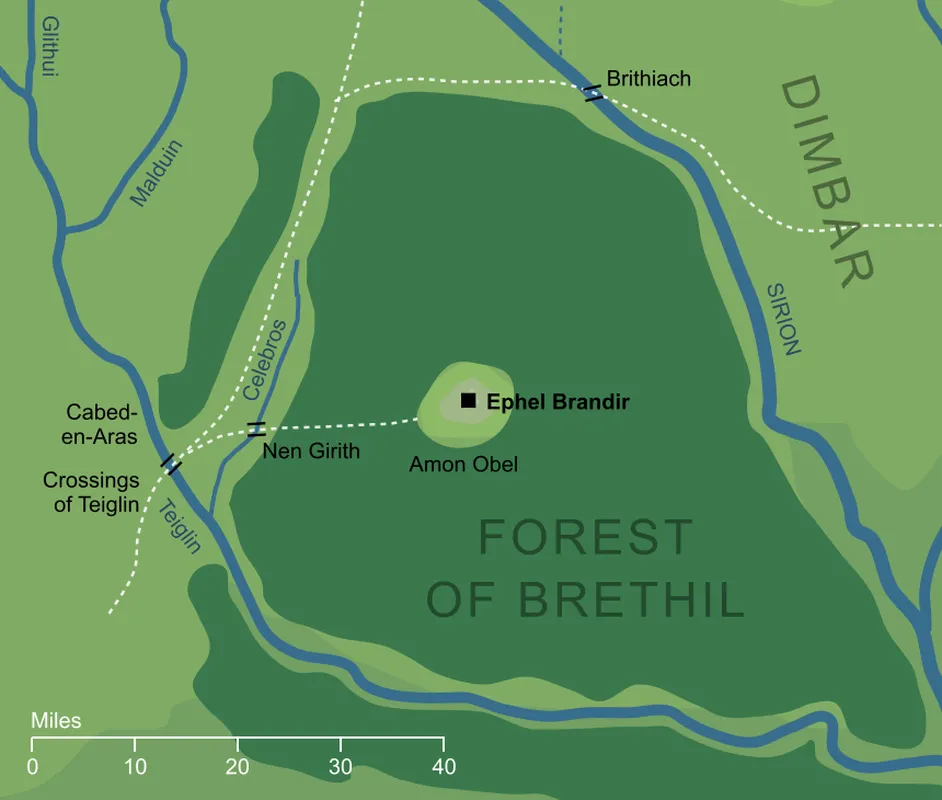 Glithui
Brithiach
DIMBAR
Malduin
SIRION
Celebros
Cabed-
en-Aras
Ephel Brandir
Nen Girith
Amon Obel
Crossings
of Teiglin
Teiglin
FOREST
OF BRETHIL
Miles
0 10 20 30 40